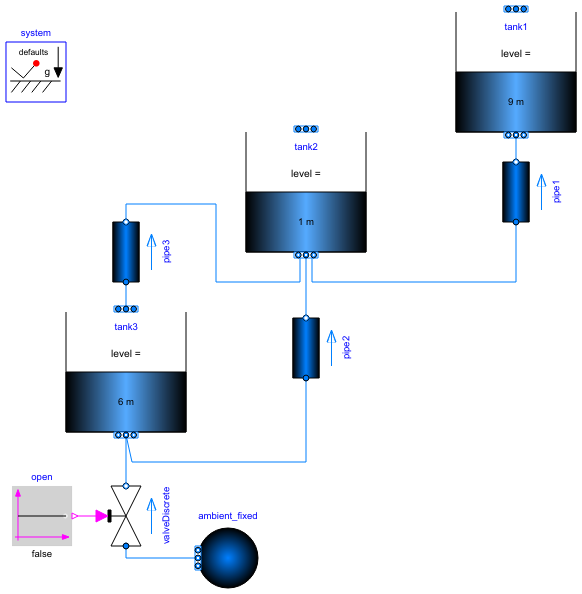 tank1
system
defaults
g
level =
9 m
pipe1
tank2
level =
1 m
pipe3
tank3
level =
pipe2
6 m
open
valveDiscrete
ambient_fixed
false